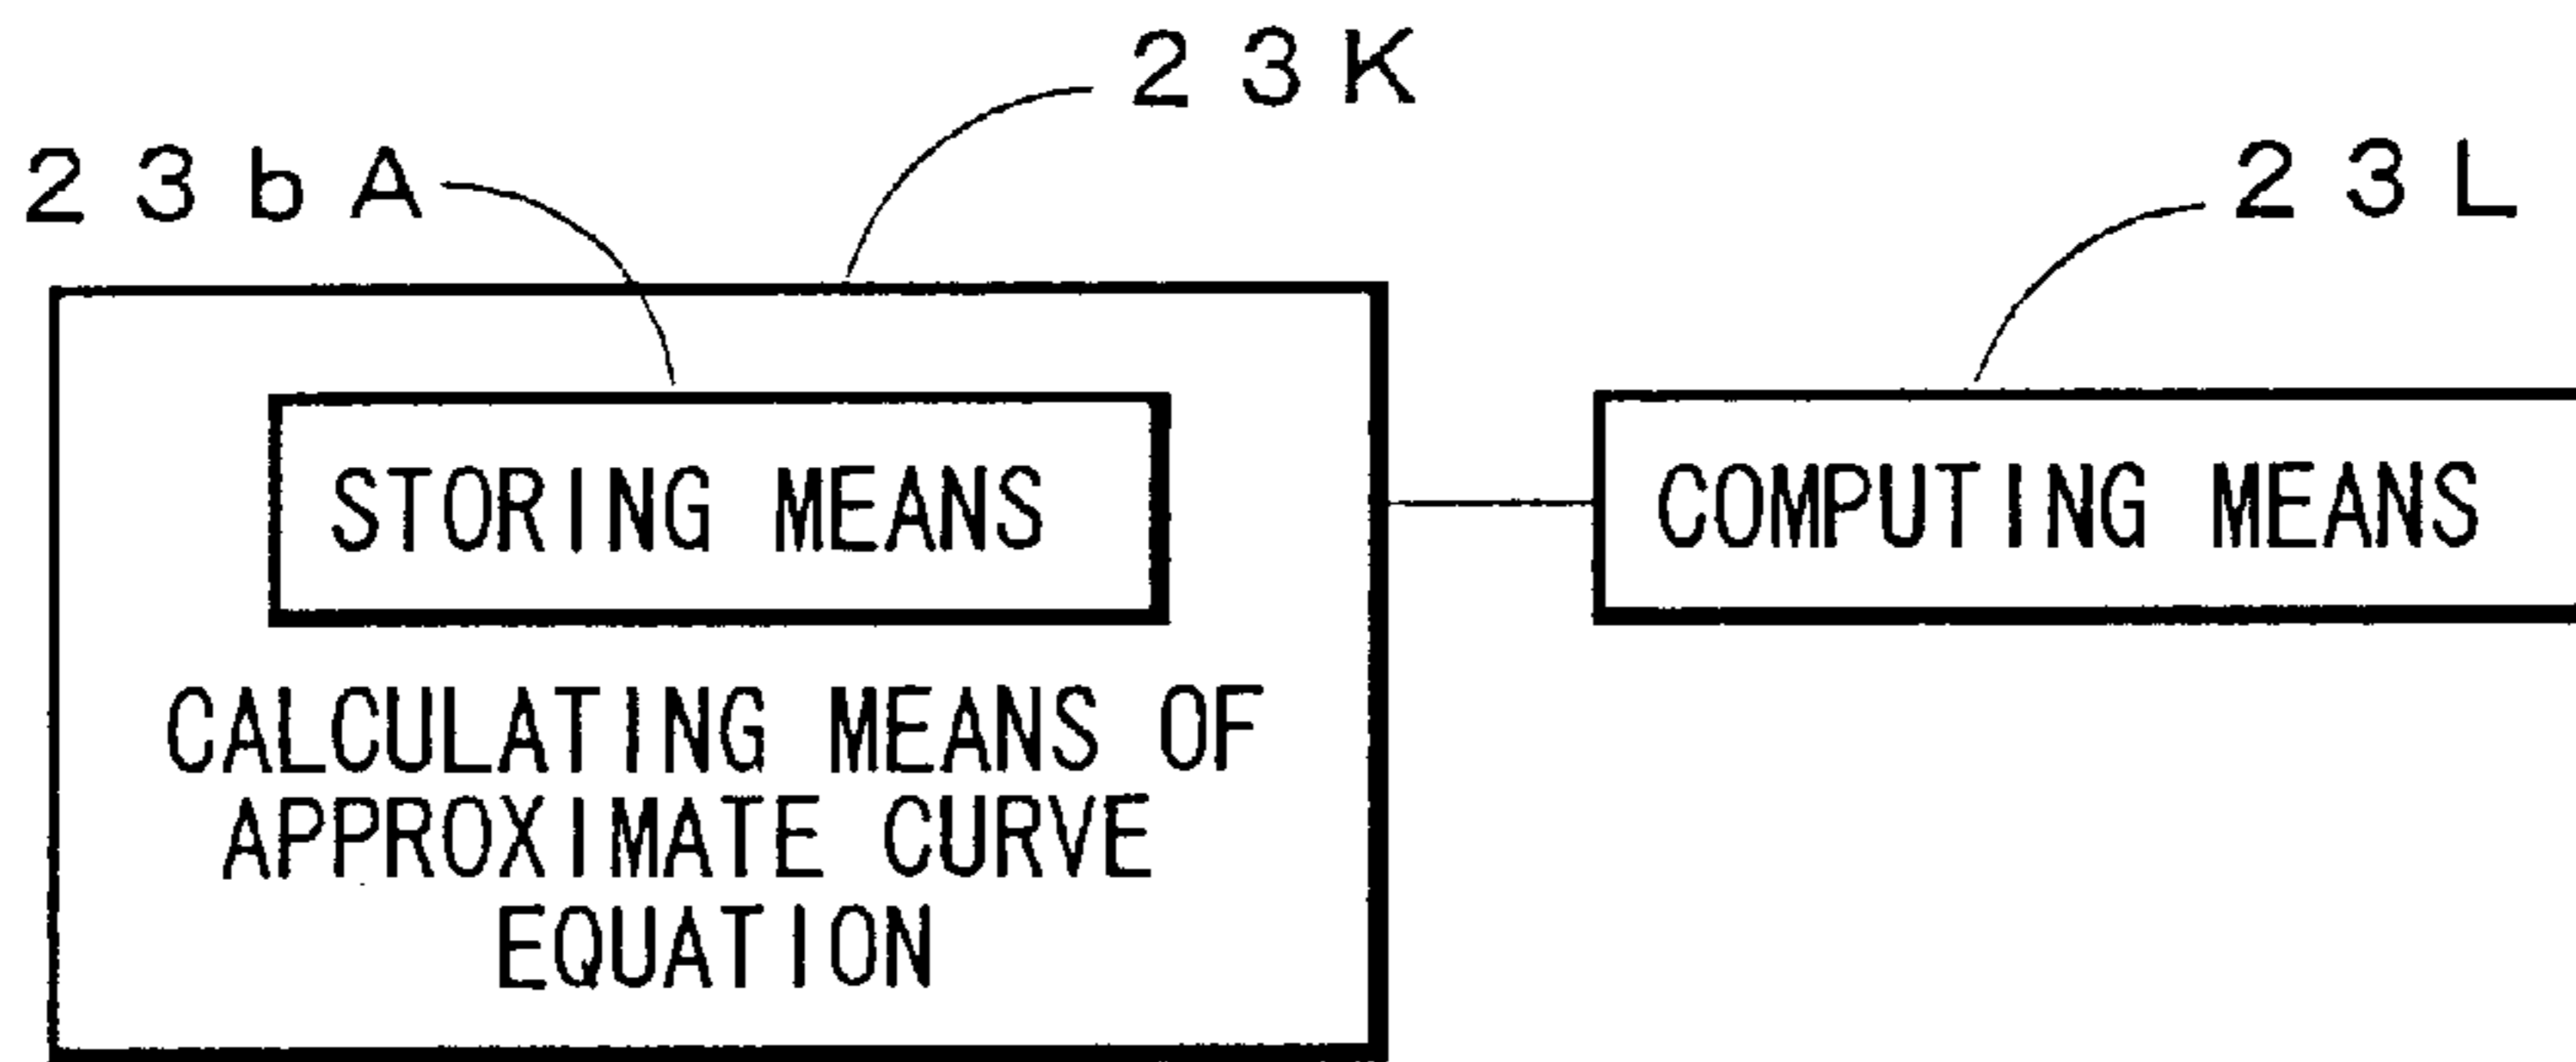 23K
23bA
23L
STORING MEANS
COMPUTING MEANS
CALCULATING MEANS OF
APPROXIMATE CURVE
EQUATION